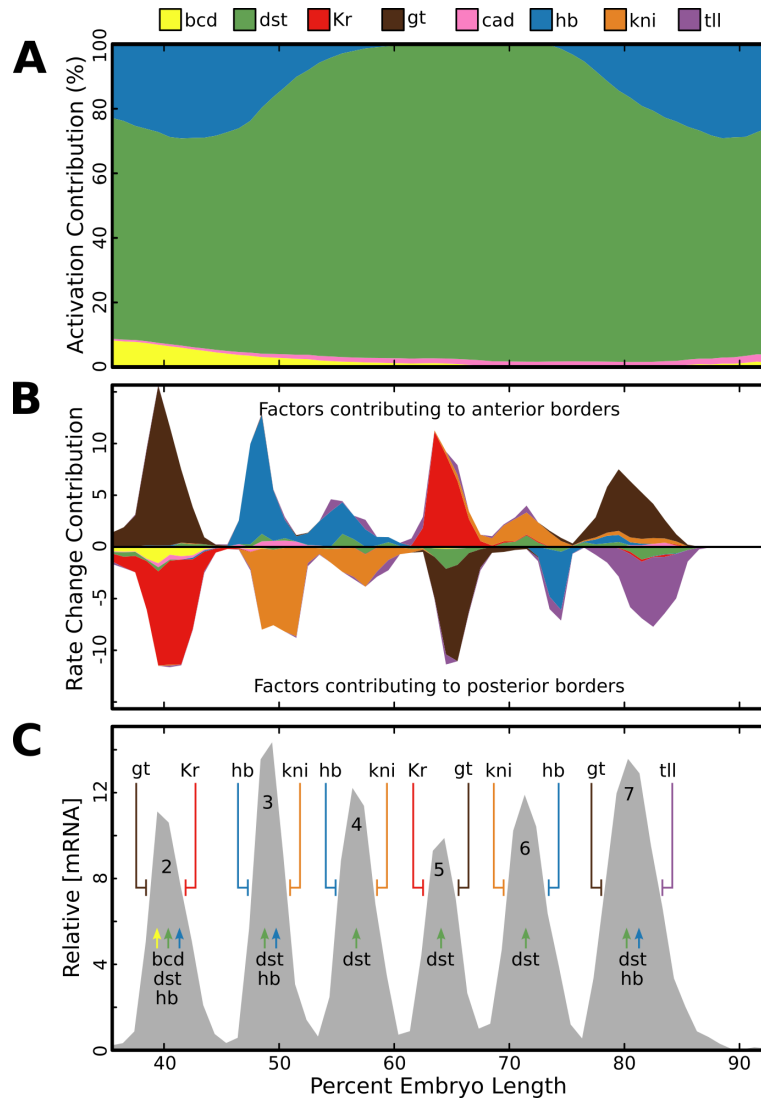 bcd dst Kr gt cad hb kni tll
A
Activation Contribution (%)
100
80
60
40
20
0
B
Rate Change Contribution
Factors contributing to anterior borders
10
5
0
-5
-10
Factors contributing to posterior borders
C
Relative [mRNA]
gt Kr hb kni hb kni Kr gt kni hb gt tll
12
8
4
0
2 3 4 5 6 7
bcd dst dst dst dst dst
dst hb hb
hb
40 50 60 70 80 90
Percent Embryo Length